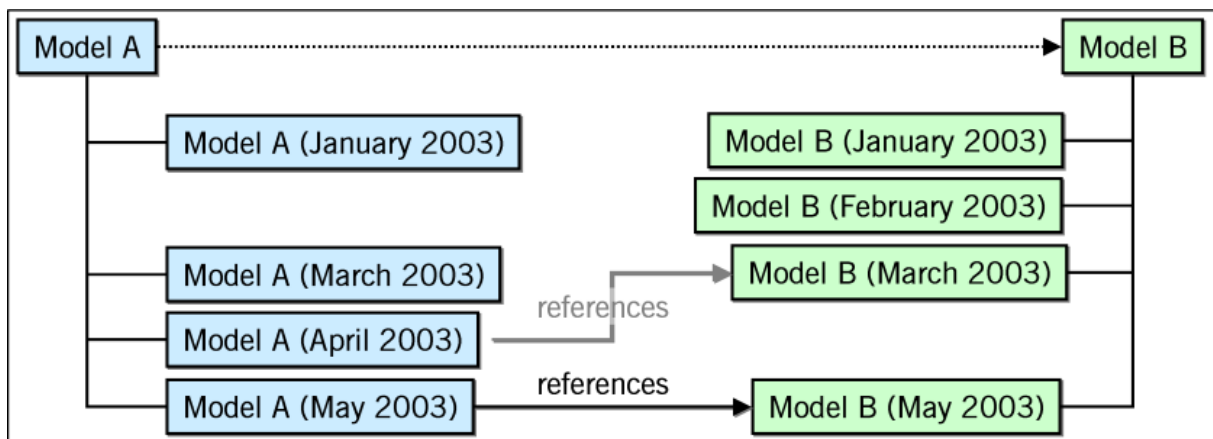 Model A
Model B
Model A (January 2003)
Model B (January 2003)
Model B (February 2003)
Model A (March 2003)
Model B (March 2003)
references
Model A (April 2003)
references
Model A (May 2003)
Model B (May 2003)